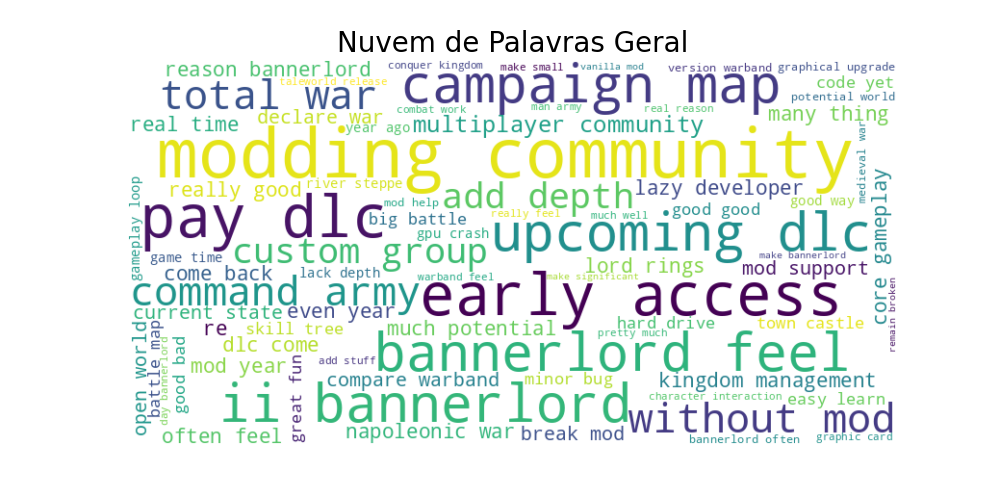 Nuvem de Palavras Geral
reason bannerlord
conquer kingdom
make small
vanilla mod
version warband
graphical upgrade
taleworld release
total war
campaign map
code yet
potential world
combat work
man army
real reason
many thing
real time
declare war
year ago
multiplayer community
modding community
medieval war
really good
river steppe
add depth
lazy developer
gameplay loop
mod help
good way
pay dlc
big battle
really feel
much well
good good
gpu crash
upcoming dlc
core gameplay
custom group
game time
make bannerlord
come back
lack depth
warband feel
lord rings
mod support
make significant
command army
early access
remain broken
current state
even year
re
skill tree
much potential
hard drive
town castle
pretty much
open world
battle map
day bannerlord
dlc come
bannerlord feel
good bad
mod year
great fun
add stuff
compare warband
minor bug
kingdom management
ii bannerlord
character interaction
easy learn
without mod
often feel
napoleonic war
break mod
bannerlord often
graphic card